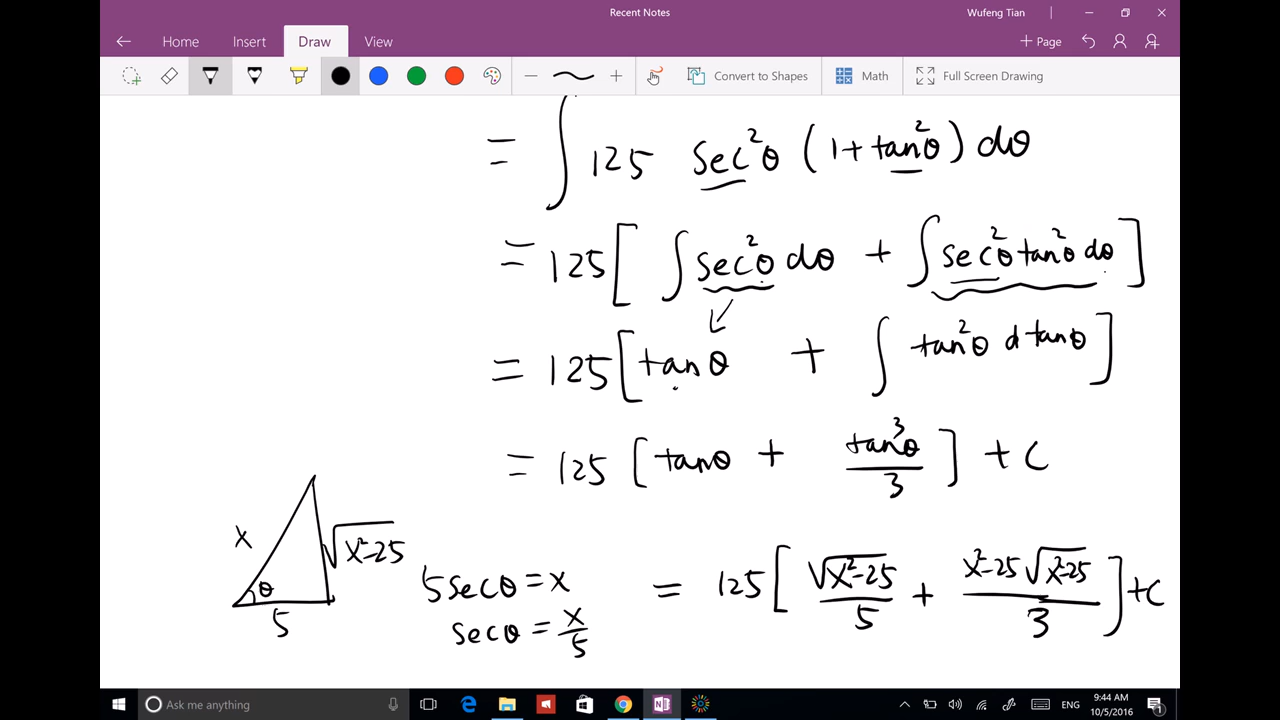 Recent Notes Wufeng Tian
Home Insert Draw View + Page
Convert to Shapes Math Full Screen Drawing
= ∫ 125 sec²θ (1 + tan²θ) dθ
= 125 [ ∫ sec²θ dθ + ∫ sec²θ tan²θ dθ ]
= 125 [ tanθ + ∫ tan²θ d tanθ ]
= 125 [ tanθ + tan³θ/3 ] + C
x √(x²-25)
θ
5
5 secθ = x
secθ = x/5
= 125 [ √(x²-25)/5 + x²-25 √(x²-25)/3 ] + C
Ask me anything ENG 9:44 AM
10/5/2016